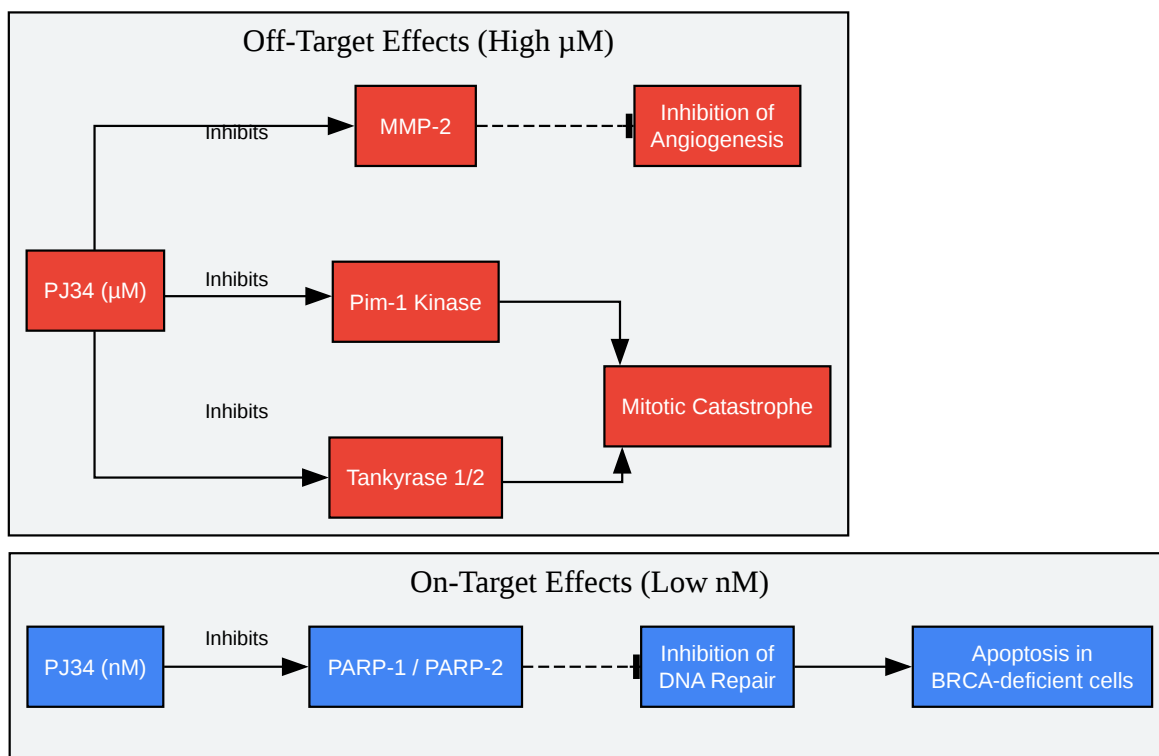 Off-Target Effects (High µM)
Inhibits
MMP-2
Inhibition of
Angiogenesis
PJ34 (µM)
Inhibits
Pim-1 Kinase
Mitotic Catastrophe
Inhibits
Tankyrase 1/2
On-Target Effects (Low nM)
PJ34 (nM)
Inhibits
PARP-1 / PARP-2
Inhibition of
DNA Repair
Apoptosis in
BRCA-deficient cells